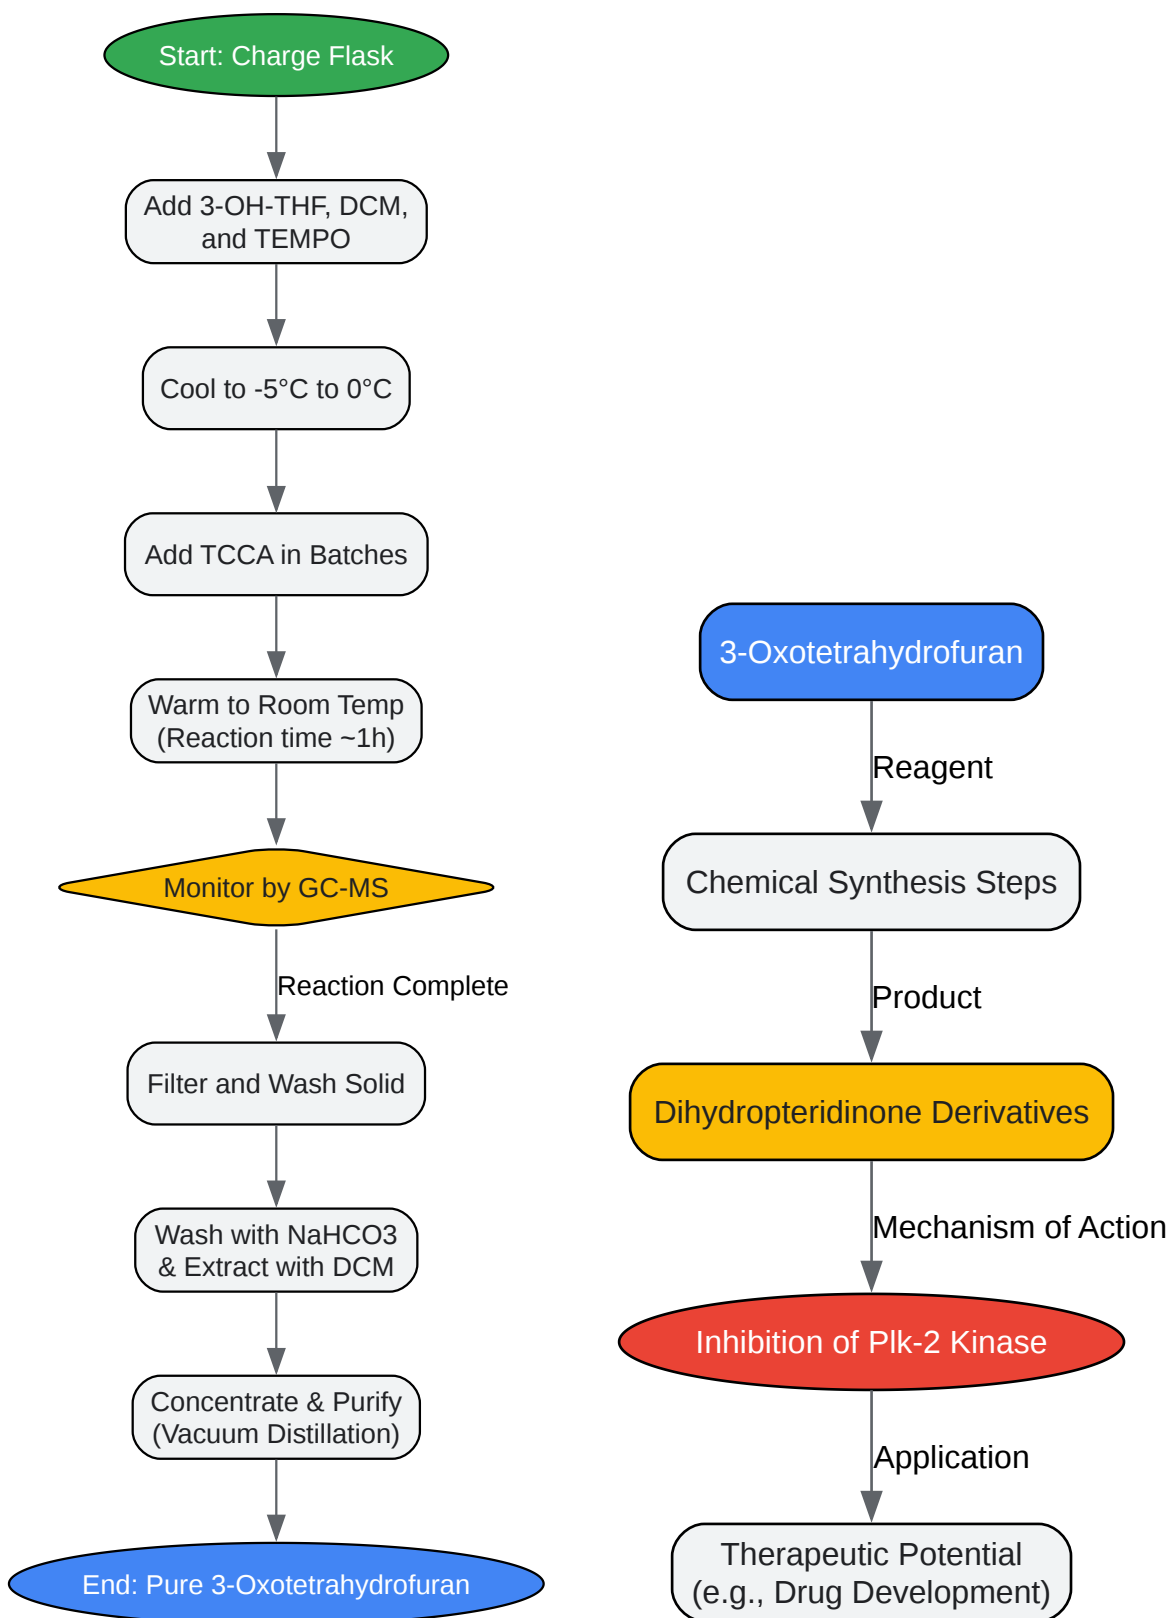 Start: Charge Flask
Add 3-OH-THF, DCM,
and TEMPO
Cool to -5°C to 0°C
Add TCCA in Batches
Warm to Room Temp
(Reaction time ~1h)
Monitor by GC-MS
Reaction Complete
Filter and Wash Solid
Wash with NaHCO3
& Extract with DCM
Concentrate & Purify
(Vacuum Distillation)
End: Pure 3-Oxotetrahydrofuran
3-Oxotetrahydrofuran
Reagent
Chemical Synthesis Steps
Product
Dihydropteridinone Derivatives
Mechanism of Action
Inhibition of Plk-2 Kinase
Application
Therapeutic Potential
(e.g., Drug Development)